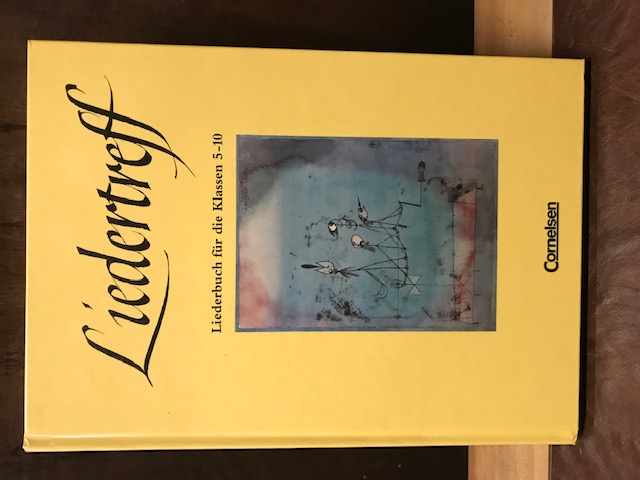 Liedertreff
Liederbuch für die Klassen 5-10
Cornelsen